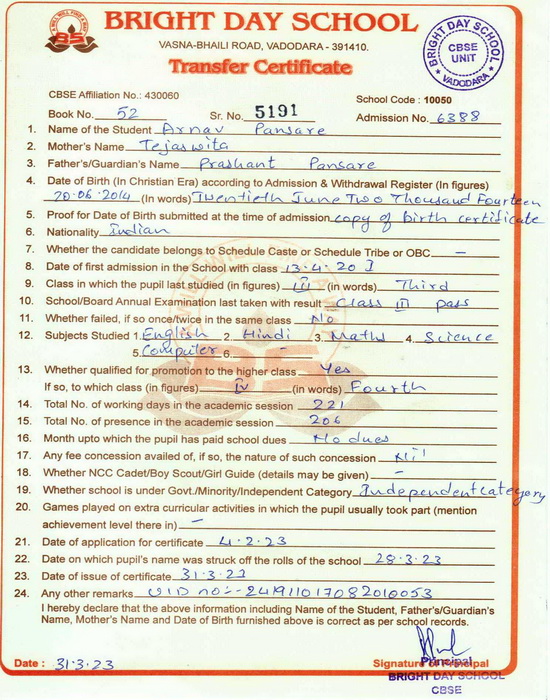 BRIGHT DAY SCHOOL
VASNA-BHAILI ROAD, VADODARA - 391410.
Transfer Certificate
BRIGHT DAY SCHOOL
CBSE
UNIT
VADODARA
CBSE Affiliation No.: 430060
School Code : 10050
Book No. 52 Sr. No. 5191 Admission No. 6388
1. Name of the Student Arnav Pansare
2. Mother's Name Tejaswita
3. Father's/Guardian's Name Prashant Pansare
4. Date of Birth (In Christian Era) according to Admission & Withdrawal Register (In figures)
20.06.2014 (In words) Twentieth June Two Thousand Fourteen
5. Proof for Date of Birth submitted at the time of admission copy of birth certificate
6. Nationality Indian
7. Whether the candidate belongs to Schedule Caste or Schedule Tribe or OBC –
8. Date of first admission in the School with class 13.4.20 I
9. Class in which the pupil last studied (in figures) III (in words) Third
10. School/Board Annual Examination last taken with result Class III pass
11. Whether failed, if so once/twice in the same class No
12. Subjects Studied 1. English 2. Hindi 3. Maths 4. Science
5. Computer 6. –
13. Whether qualified for promotion to the higher class Yes
If so, to which class (in figures) IV (in words) Fourth
14. Total No. of working days in the academic session 221
15. Total No. of presence in the academic session 206
16. Month upto which the pupil has paid school dues No dues
17. Any fee concession availed of, if so, the nature of such concession Nil
18. Whether NCC Cadet/Boy Scout/Girl Guide (details may be given) –
19. Whether school is under Govt./Minority/Independent Category Independent category
20. Games played on extra curricular activities in which the pupil usually took part (mention
achievement level there in) –
21. Date of application for certificate 4.2.23
22. Date on which pupil's name was struck off the rolls of the school 28.3.23
23. Date of issue of certificate 31.3.23
24. Any other remarks UID no:- 241911017082010053
I hereby declare that the above information including Name of the Student, Father's/Guardian's
Name, Mother's Name and Date of Birth furnished above is correct as per school records.
Date : 31.3.23
Signature of Principal
Principal
BRIGHT DAY SCHOOL
CBSE